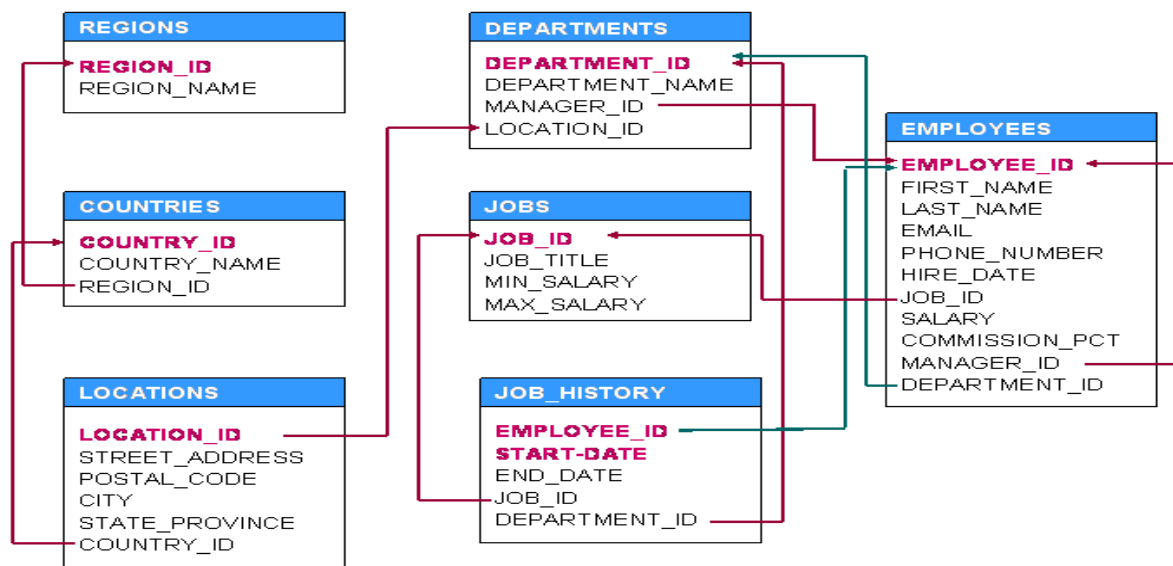 REGIONS
REGION_ID
REGION_NAME
DEPARTMENTS
DEPARTMENT_ID
DEPARTMENT_NAME
MANAGER_ID
LOCATION_ID
EMPLOYEES
EMPLOYEE_ID
FIRST_NAME
LAST_NAME
EMAIL
PHONE_NUMBER
HIRE_DATE
JOB_ID
SALARY
COMMISSION_PCT
MANAGER_ID
DEPARTMENT_ID
COUNTRIES
COUNTRY_ID
COUNTRY_NAME
REGION_ID
JOBS
JOB_ID
JOB_TITLE
MIN_SALARY
MAX_SALARY
LOCATIONS
LOCATION_ID
STREET_ADDRESS
POSTAL_CODE
CITY
STATE_PROVINCE
COUNTRY_ID
JOB_HISTORY
EMPLOYEE_ID
START-DATE
END_DATE
JOB_ID
DEPARTMENT_ID